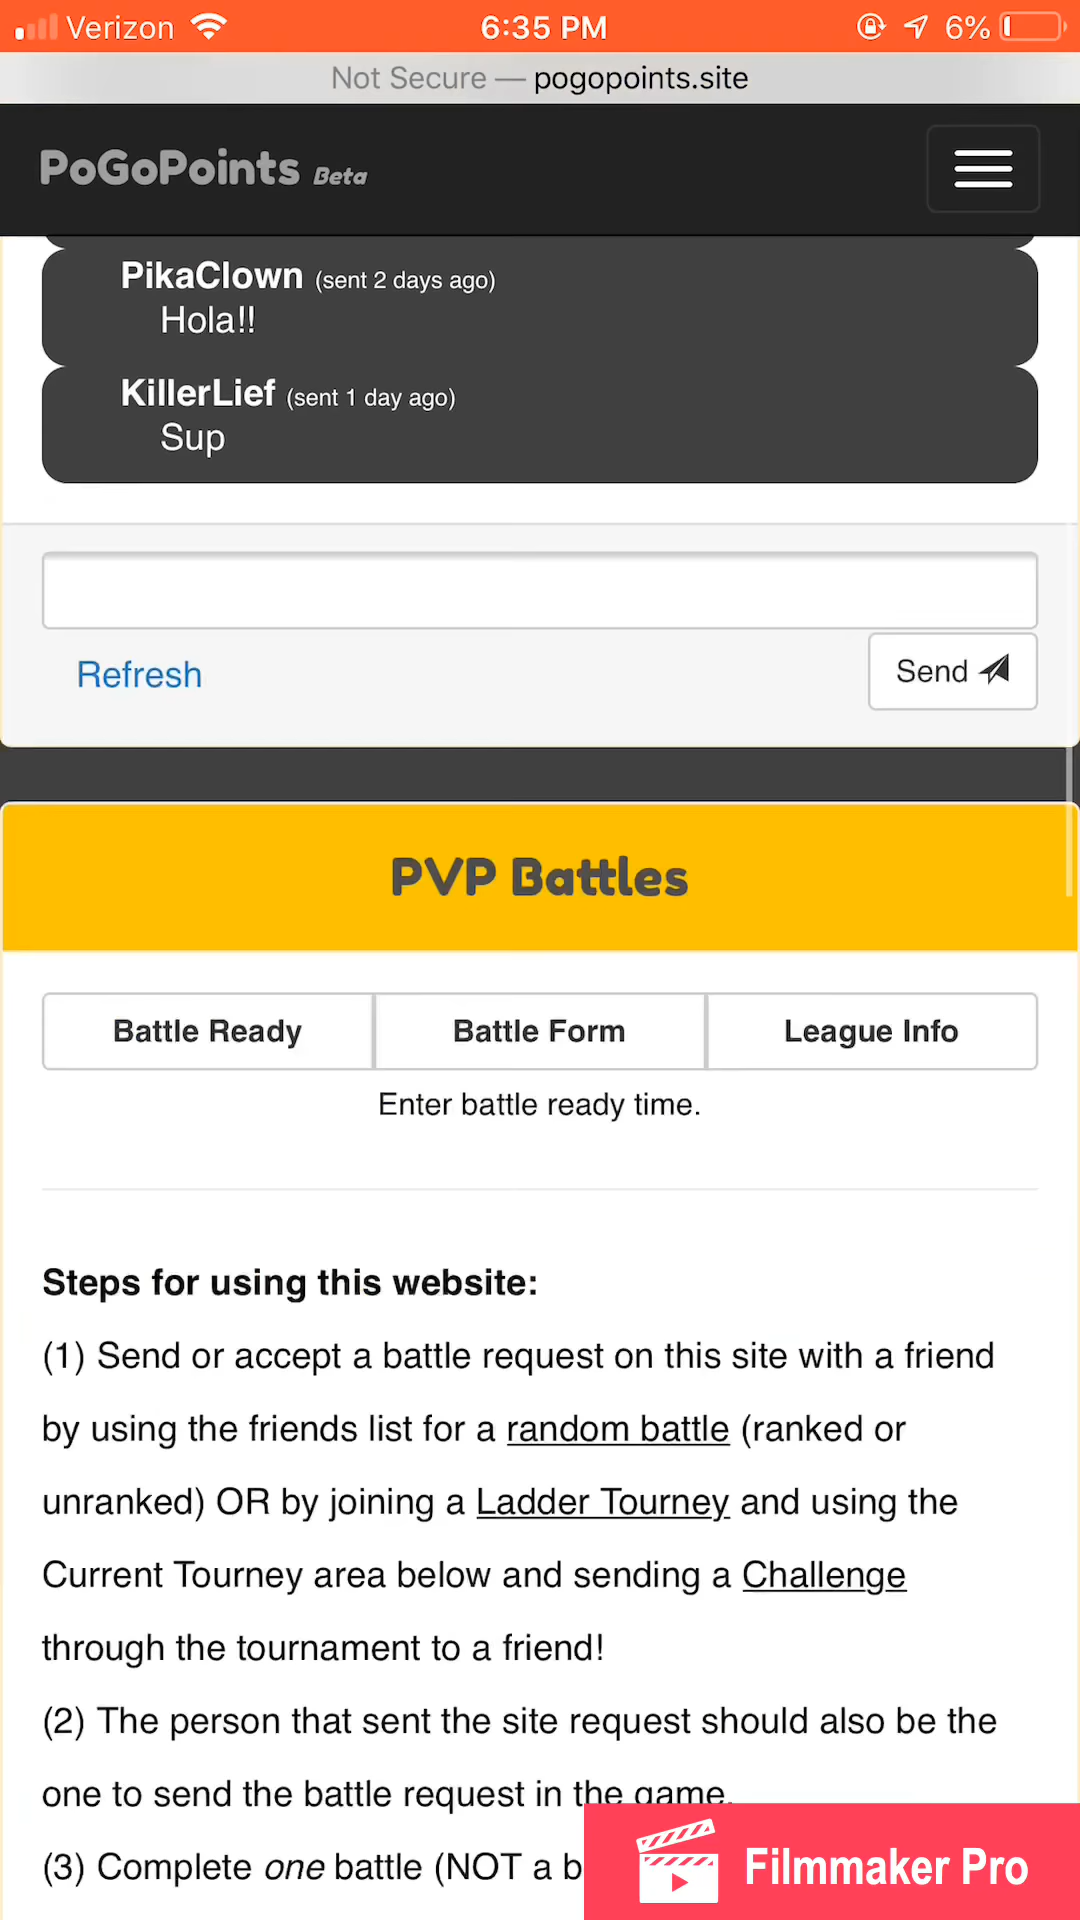 Verizon 6:35 PM 6%
Not Secure — pogopoints.site
PoGoPoints Beta
PikaClown (sent 2 days ago)
Hola!!
KillerLief (sent 1 day ago)
Sup
Refresh
Send
PVP Battles
Battle Ready Battle Form League Info
Enter battle ready time.
Steps for using this website:
(1) Send or accept a battle request on this site with a friend
by using the friends list for a random battle (ranked or
unranked) OR by joining a Ladder Tourney and using the
Current Tourney area below and sending a Challenge
through the tournament to a friend!
(2) The person that sent the site request should also be the
one to send the battle request in the game.
(3) Complete one battle (NOT a b
Filmmaker Pro